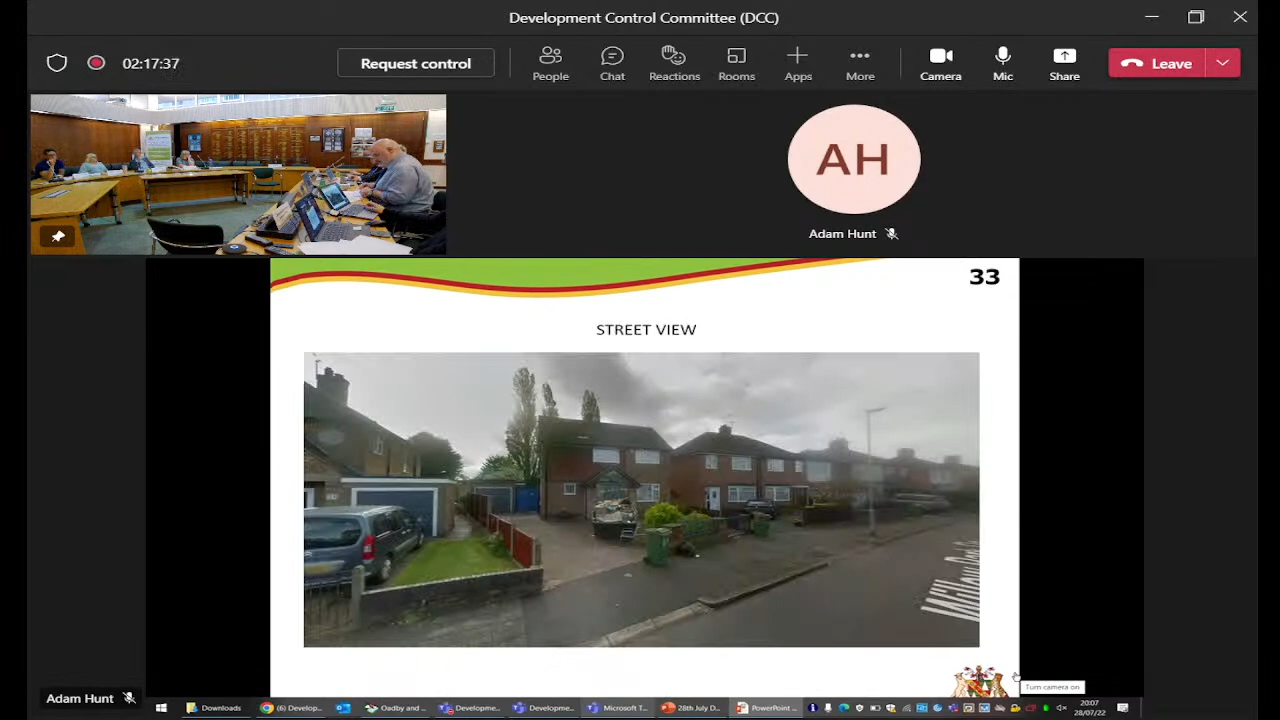 Development Control Committee (DCC)
02:17:37
Request control
People
Chat
Reactions
Rooms
Apps
More
Camera
Mic
Share
Leave
AH
Adam Hunt
33
STREET VIEW
Adam Hunt
Turn camera on
Downloads
(6) Develop...
Oadby and ...
Developme...
Developme...
Microsoft T...
28th July D...
PowerPoint ...
20:07
28/07/22